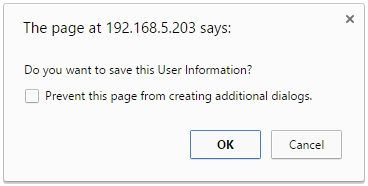 The page at 192.168.5.203 says:
Do you want to save this User Information?
Prevent this page from creating additional dialogs.
OK Cancel